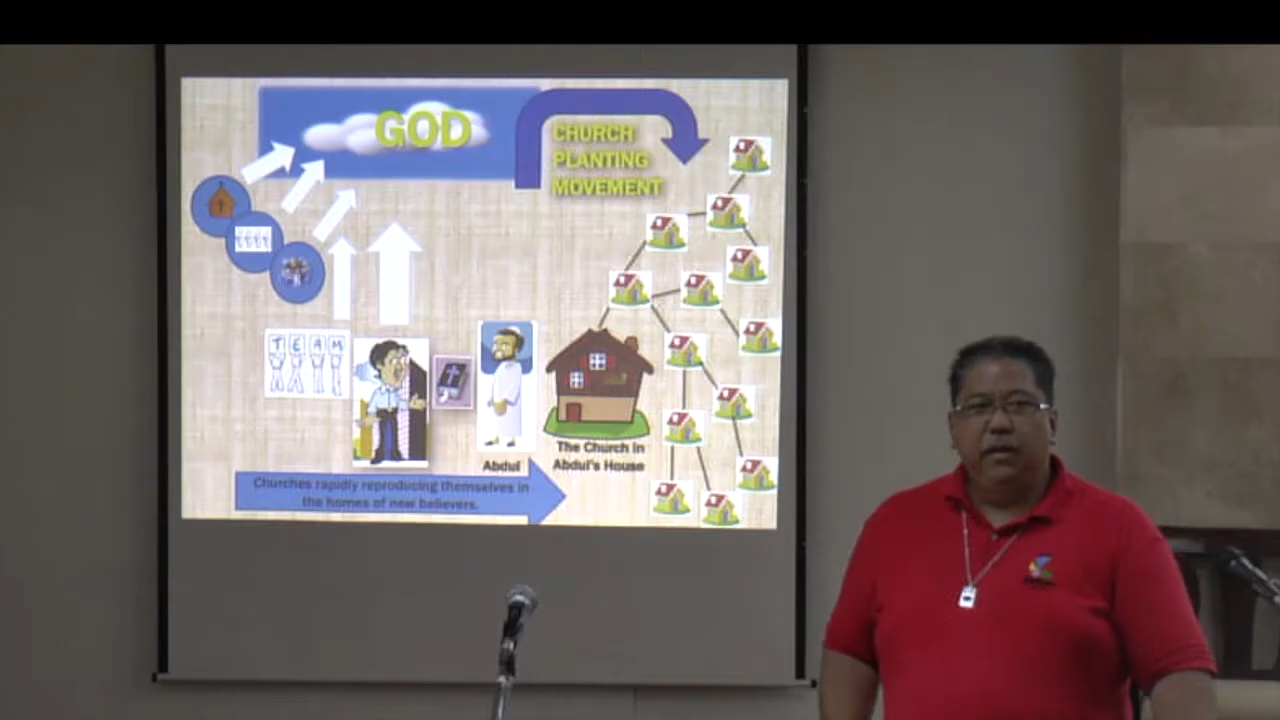 GOD
CHURCH
PLANTING
MOVEMENT
TEAM
Abdul
The Church in
Abdul's House
Churches rapidly reproducing themselves in
the homes of new believers.